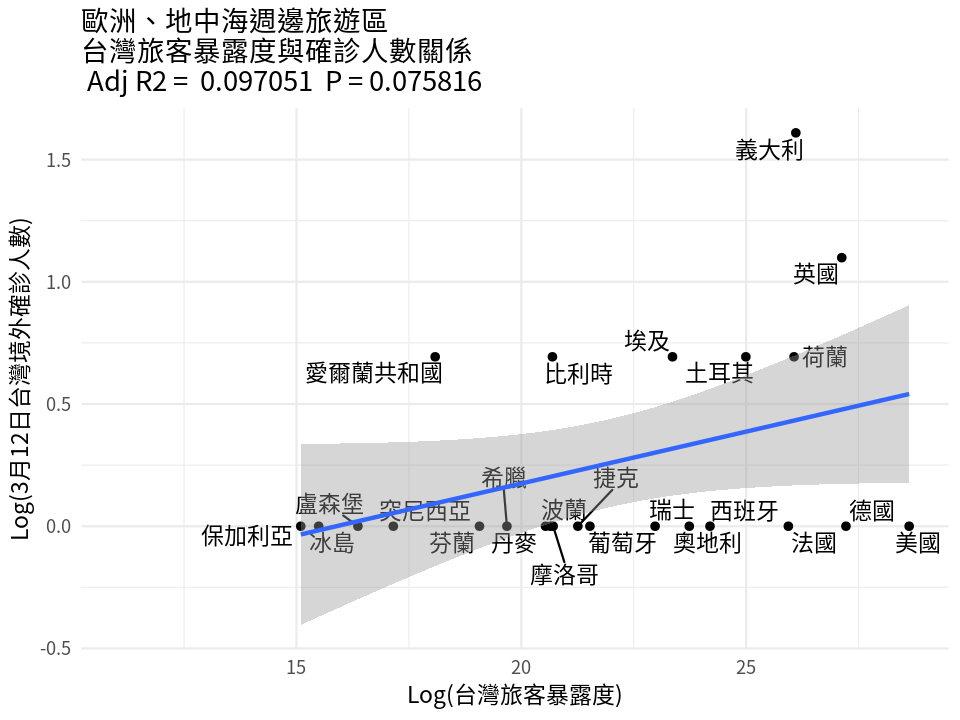 歐洲、地中海週邊旅遊區
台灣旅客暴露度與確診人數關係
Adj R2 = 0.097051 P = 0.075816
Log(3月12日台灣境外確診人數)
1.5
1.0
0.5
0.0
-0.5
義大利
英國
埃及
愛爾蘭共和國
比利時
土耳其
荷蘭
希臘
捷克
盧森堡
突尼西亞
波蘭
瑞士
西班牙
德國
保加利亞
冰島
芬蘭
丹麥
葡萄牙
奧地利
法國
美國
摩洛哥
15
20
25
Log(台灣旅客暴露度)